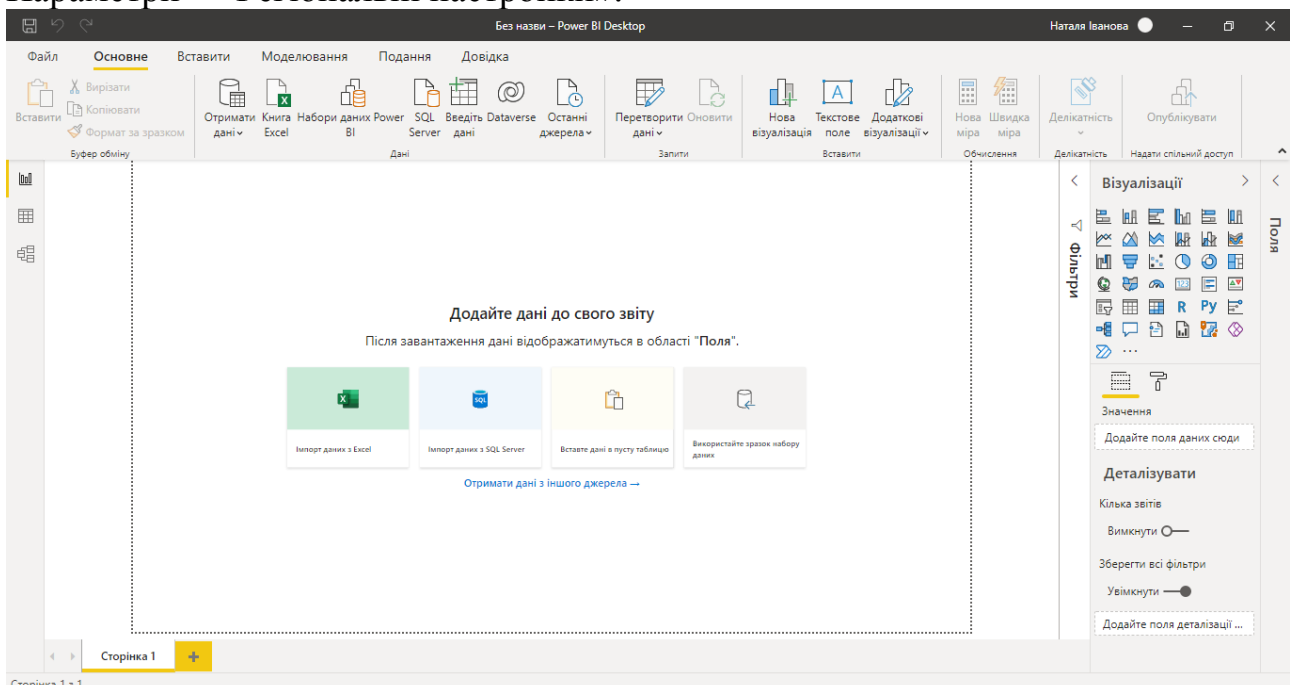 Без назви – Power BI Desktop
Наталя Іванова
Файл Основне Вставити Моделювання Подання Довідка
Вставити
Вирізати
Копіювати
Формат за зразком
Буфер обміну
Отримати дані
Книга Excel
Набори даних Power BI
SQL Server
Введіть дані
Dataverse
Останні джерела
Дані
Перетворити дані
Оновити
Запити
Нова візуалізація
Текстове поле
Додаткові візуалізації
Вставити
Нова міра
Швидка міра
Обчислення
Делікатність
Делікатність
Опублікувати
Надати спільний доступ
Додайте дані до свого звіту
Після завантаження дані відображатимуться в області "Поля".
Імпорт даних з Excel
SQL
Імпорт даних з SQL Server
Вставте дані в пусту таблицю
Використайте зразок набору
даних
Отримати дані з іншого джерела →
Фільтри
Візуалізації
123
R Py
...
Значення
Додайте поля даних сюди
Деталізувати
Кілька звітів
Вимкнути
Зберегти всі фільтри
Увімкнути
Додайте поля деталізації ...
Поля
Сторінка 1
+